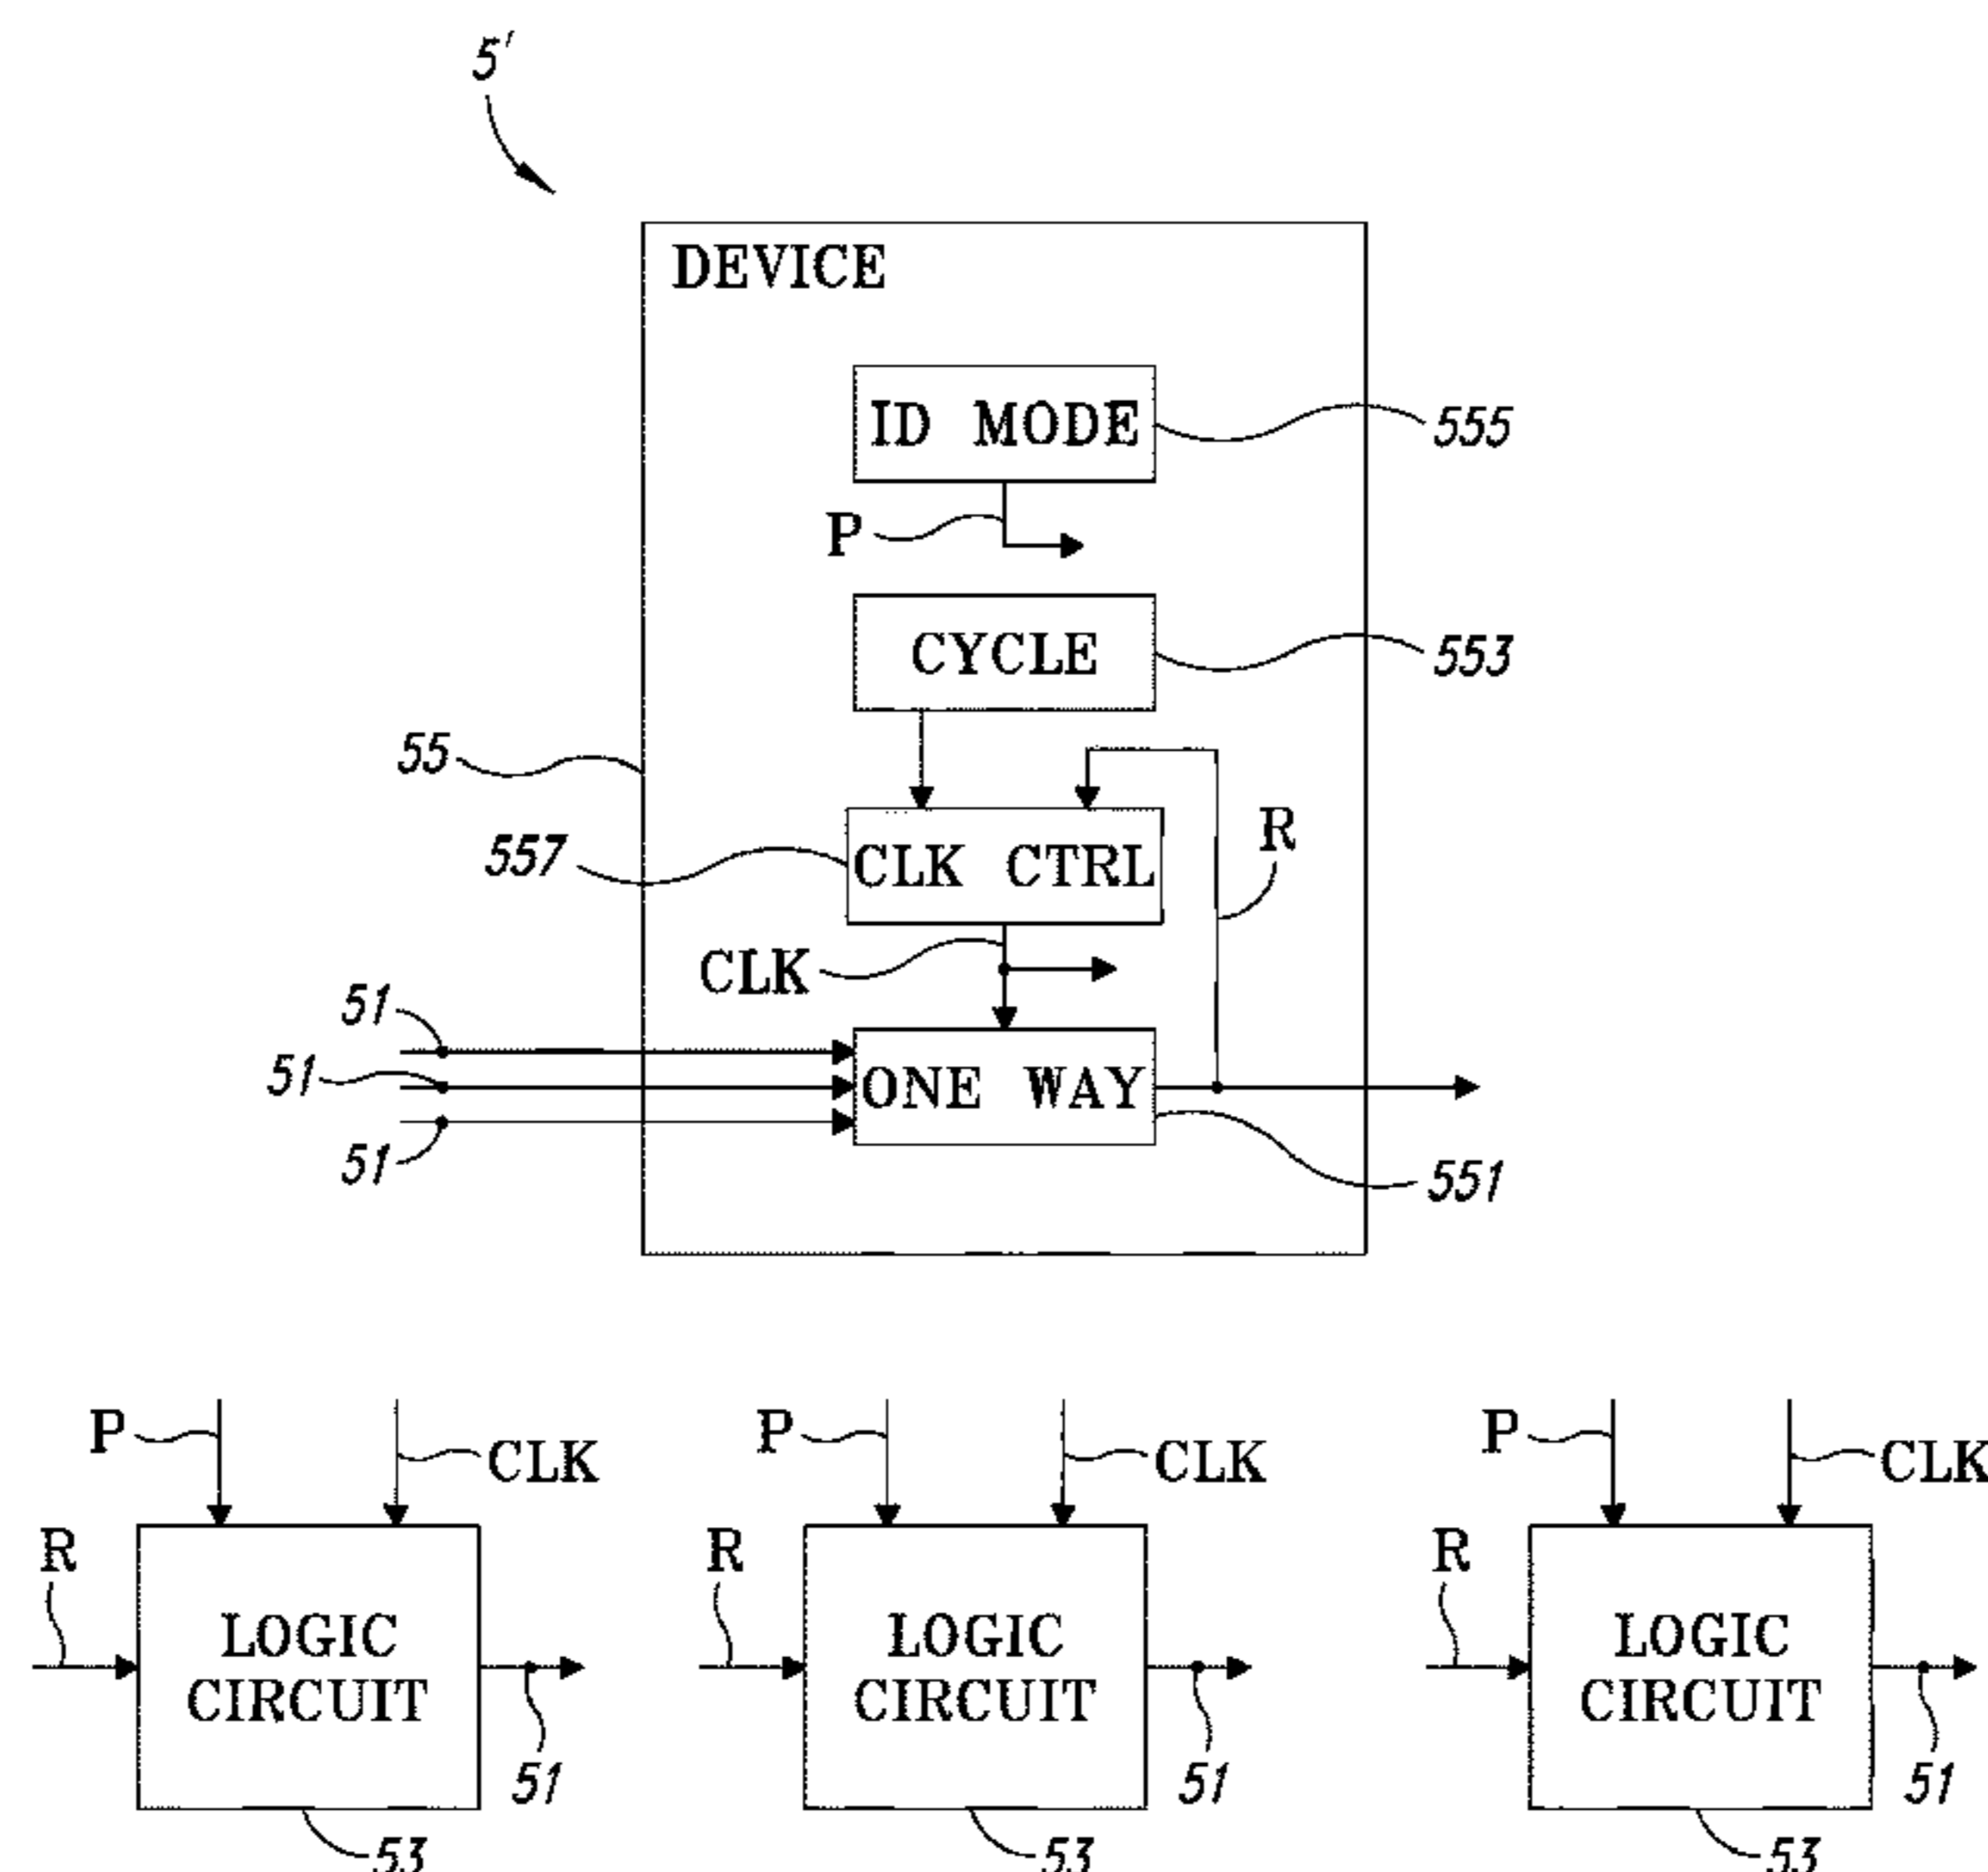 5'
DEVICE
ID MODE
555
P
CYCLE
553
55
557
CLK CTRL
R
CLK
51
51
ONE WAY
51
551
P
CLK
R
LOGIC
CIRCUIT
51
53
P
CLK
R
LOGIC
CIRCUIT
51
53
P
CLK
R
LOGIC
CIRCUIT
51
53